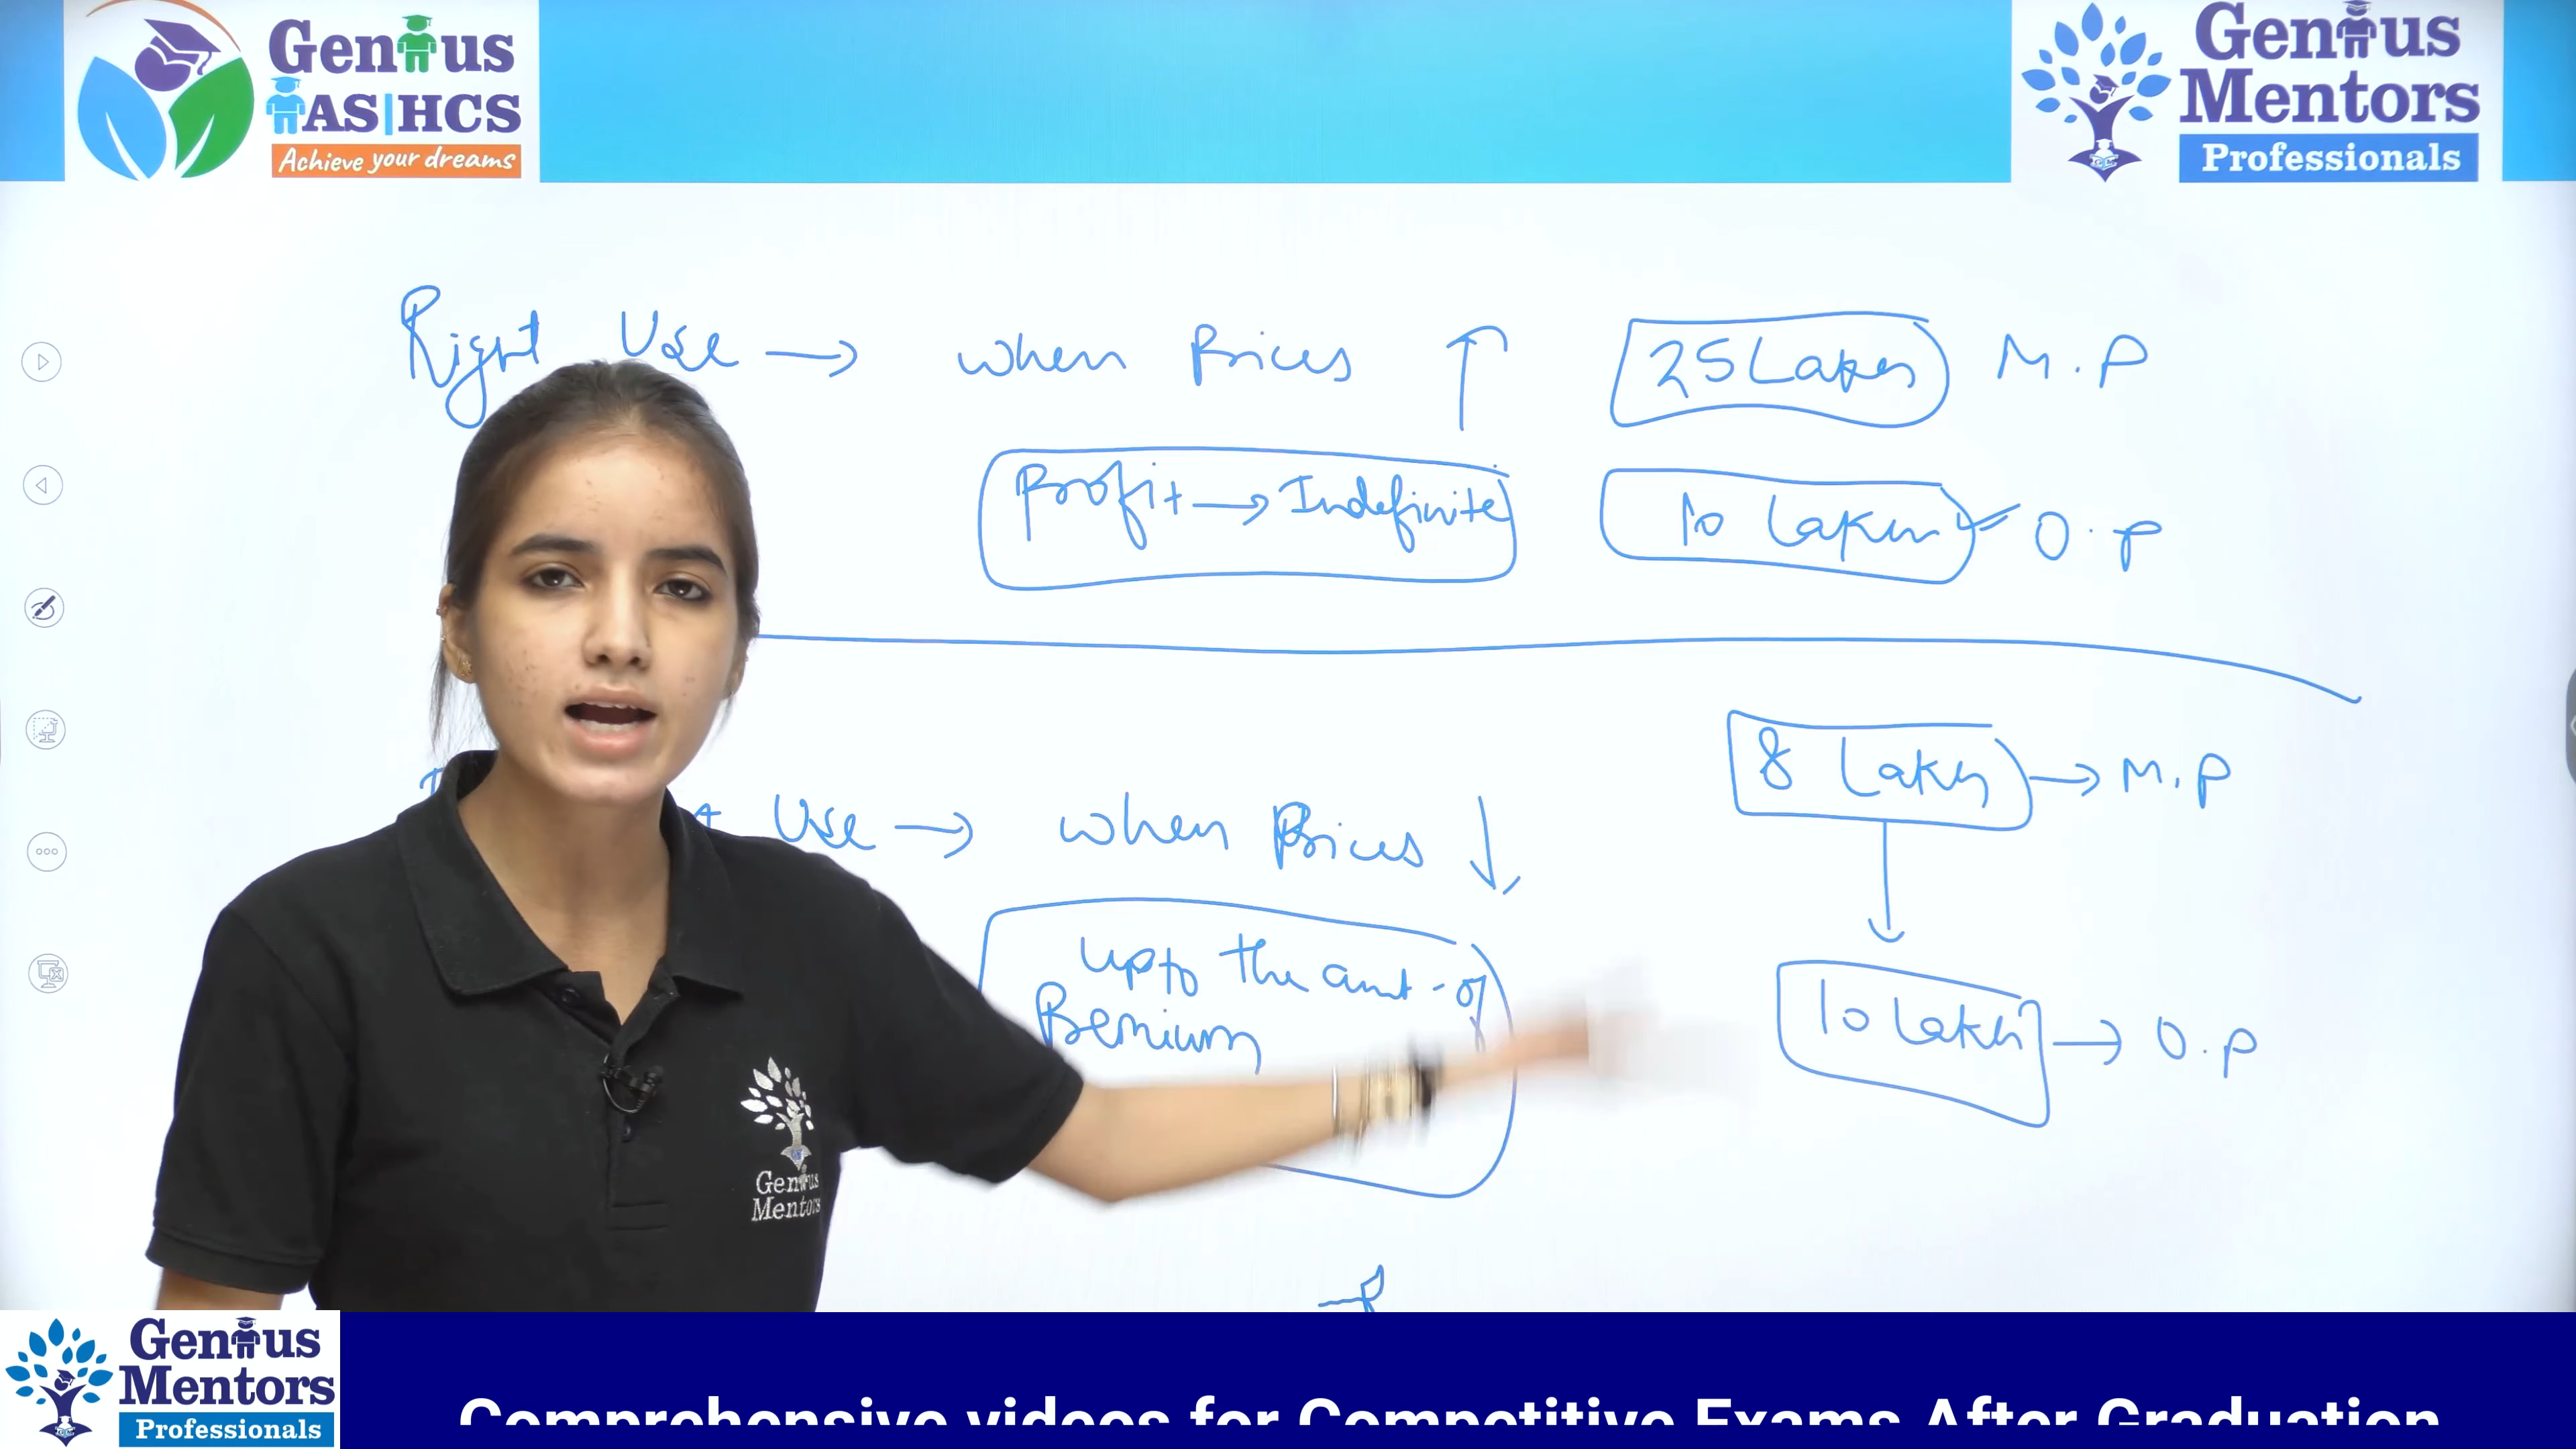 Genius
IAS|HCS
Achieve your dreams
Genius
Mentors
Professionals
Right Use → when Prices ↑
25 Lakhs M.P
Profit → Indefinite
10 Lakhs O.P
Use → when Prices ↓
8 Lakhs → M.P
upto the amt. of
Premium
10 Lakhs → O.P
Genius
Mentors
Genius
Mentors
Professionals
Comprehensive videos for Competitive Exams After Graduation